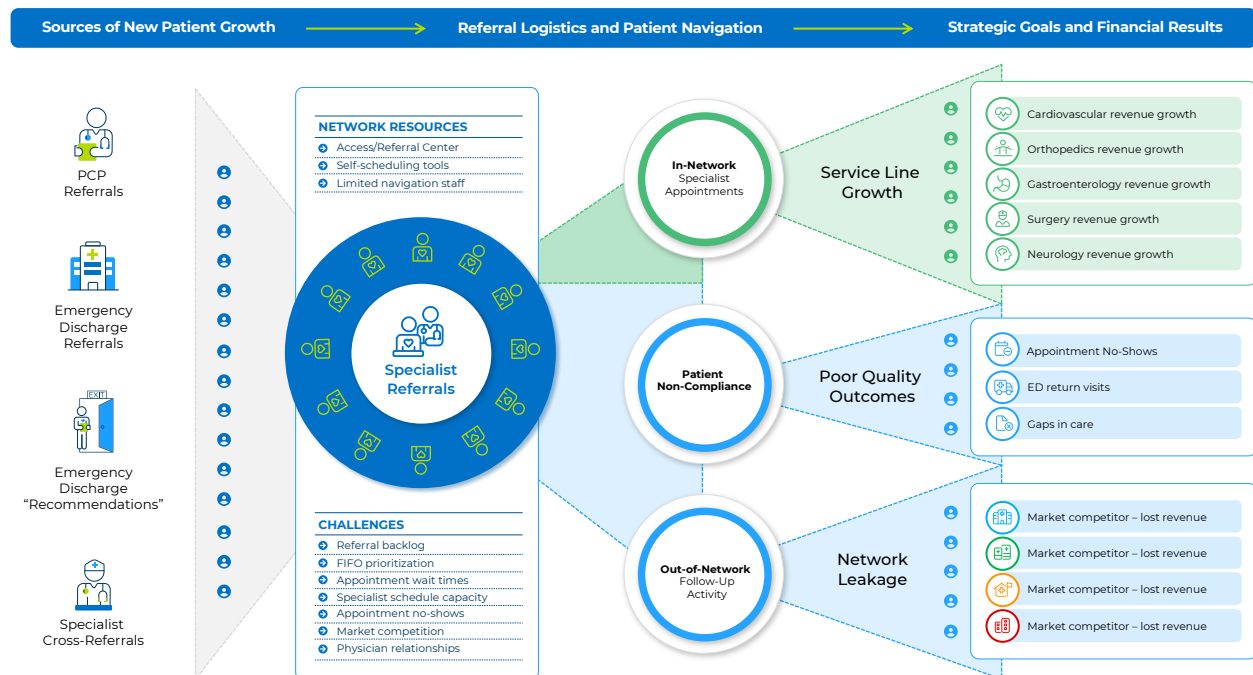 Sources of New Patient Growth
Referral Logistics and Patient Navigation
Strategic Goals and Financial Results
PCP
Referrals
Emergency
Discharge
Referrals
EXIT
Emergency
Discharge
“Recommendations”
Specialist
Cross-Referrals
NETWORK RESOURCES
Access/Referral Center
Self-scheduling tools
Limited navigation staff
Specialist
Referrals
CHALLENGES
Referral backlog
FIFO prioritization
Appointment wait times
Specialist schedule capacity
Appointment no-shows
Market competition
Physician relationships
In-Network
Specialist
Appointments
Patient
Non-Compliance
Out-of-Network
Follow-Up
Activity
Service Line
Growth
Poor Quality
Outcomes
Network
Leakage
Cardiovascular revenue growth
Orthopedics revenue growth
Gastroenterology revenue growth
Surgery revenue growth
Neurology revenue growth
Appointment No-Shows
ED return visits
Gaps in care
Market competitor – lost revenue
Market competitor – lost revenue
Market competitor – lost revenue
Market competitor – lost revenue